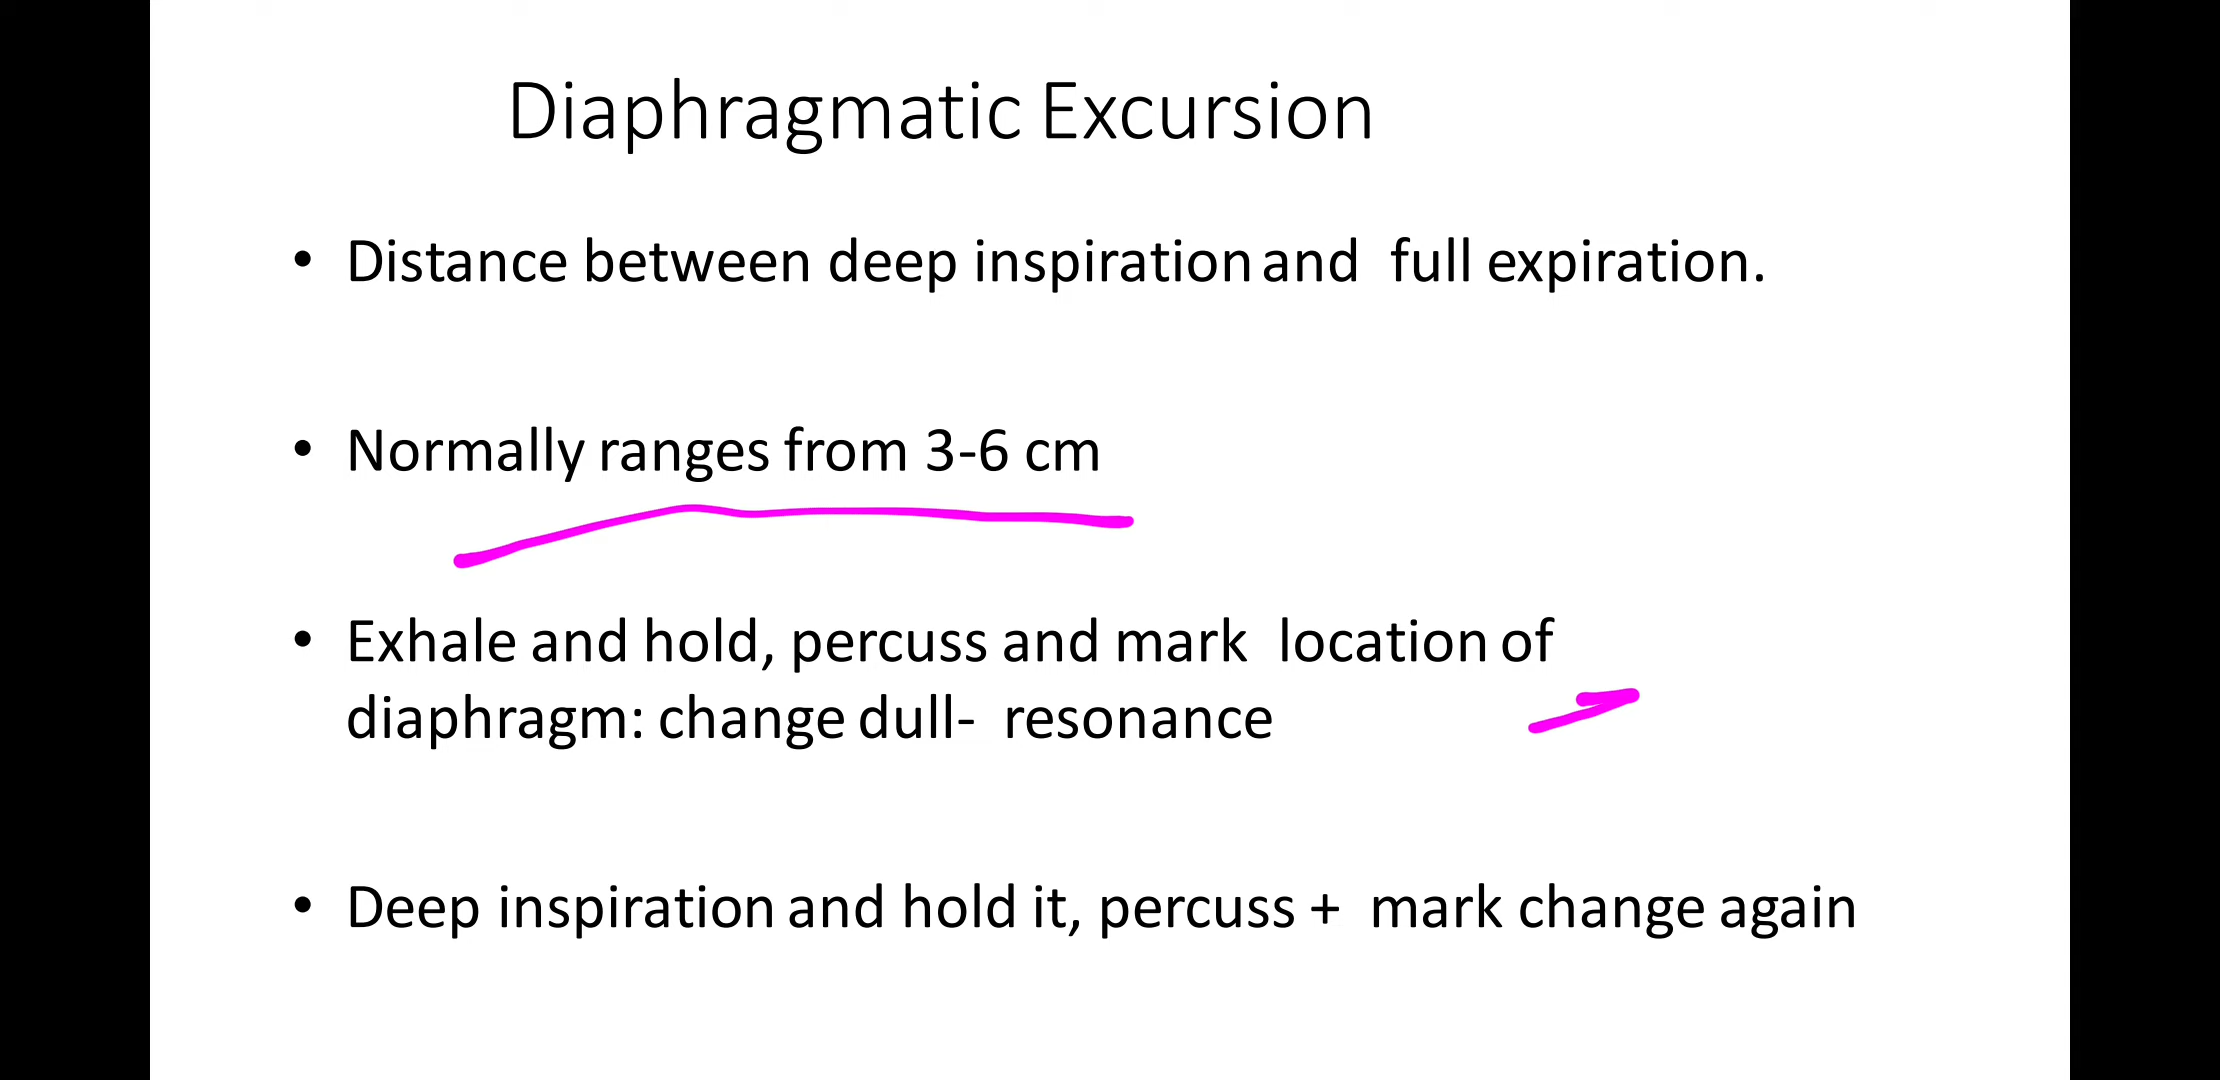 Diaphragmatic Excursion
• Distance between deep inspiration and full expiration.
• Normally ranges from 3-6 cm
• Exhale and hold, percuss and mark location of
diaphragm: change dull- resonance
• Deep inspiration and hold it, percuss + mark change again